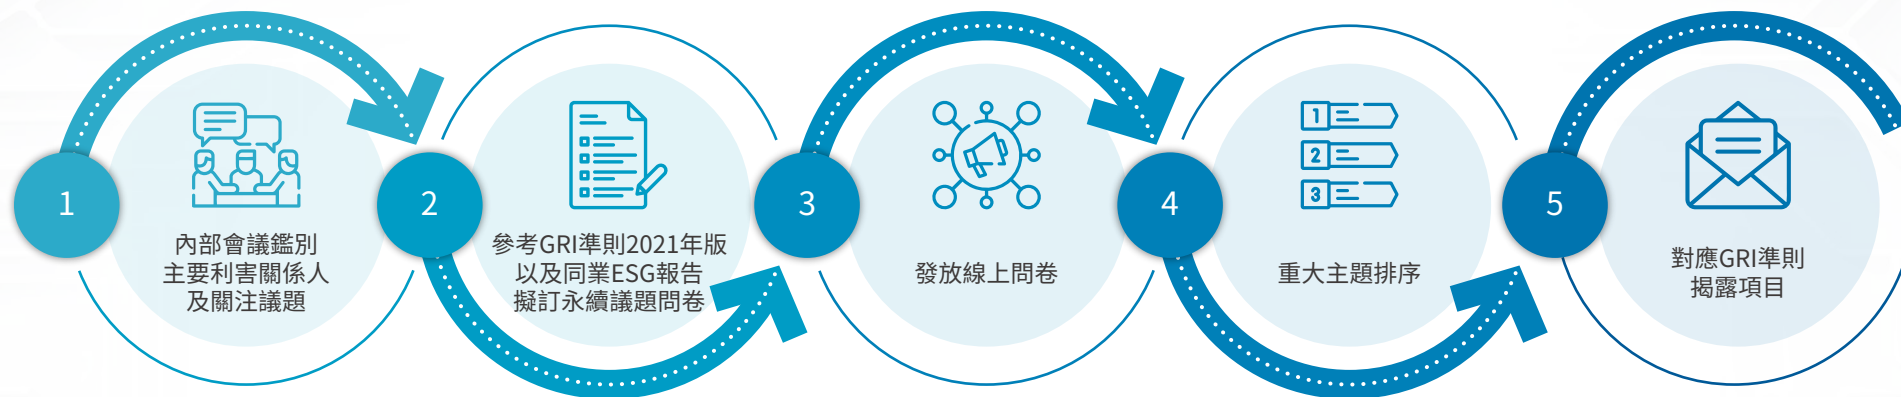 1
內部會議鑑別
主要利害關係人
及關注議題
2
參考GRI準則2021年版
以及同業ESG報告
擬訂永續議題問卷
3
發放線上問卷
4
1
2
3
重大主題排序
5
對應GRI準則
揭露項目